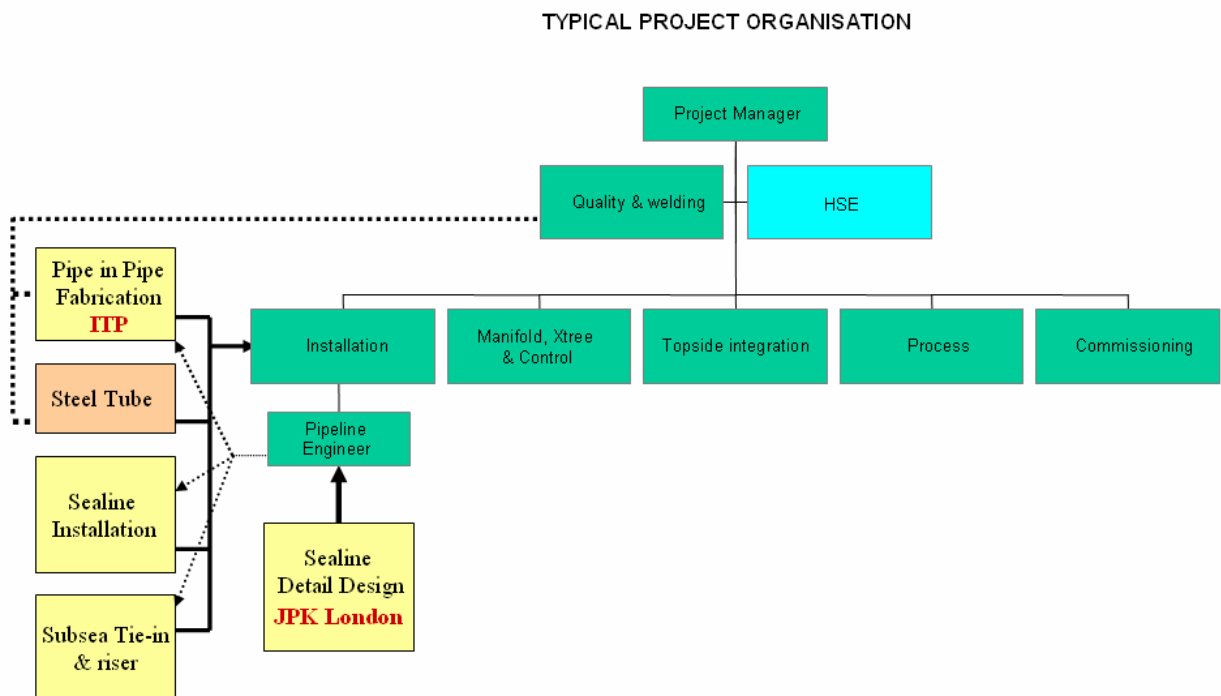 TYPICAL PROJECT ORGANISATION
Project Manager
Quality & welding
HSE
Pipe in Pipe
Fabrication
ITP
Installation
Manifold, Xtree
& Control
Topside integration
Process
Commissioning
Steel Tube
Pipeline
Engineer
Sealine
Installation
Sealine
Detail Design
JPK London
Subsea Tie-in
& riser